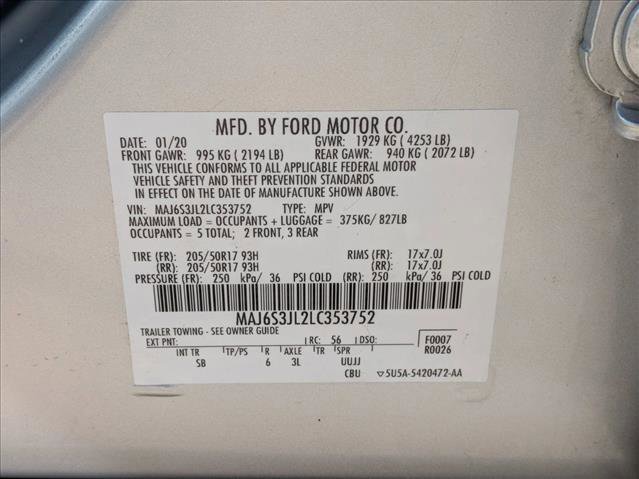 MFD. BY FORD MOTOR CO.
DATE: 01/20 GVWR: 1929 KG ( 4253 LB)
FRONT GAWR: 995 KG ( 2194 LB) REAR GAWR: 940 KG ( 2072 LB)
THIS VEHICLE CONFORMS TO ALL APPLICABLE FEDERAL MOTOR
VEHICLE SAFETY AND THEFT PREVENTION STANDARDS
IN EFFECT ON THE DATE OF MANUFACTURE SHOWN ABOVE.
VIN: MAJ6S3JL2LC353752 TYPE: MPV
MAXIMUM LOAD = OCCUPANTS + LUGGAGE = 375KG/ 827LB
OCCUPANTS = 5 TOTAL; 2 FRONT, 3 REAR
TIRE (FR): 205/50R17 93H RIMS (FR): 17x7.0J
(RR): 205/50R17 93H (RR): 17x7.0J
PRESSURE (FR): 250 kPa/ 36 PSI COLD (RR): 250 kPa/ 36 PSI COLD
MAJ6S3JL2LC353752
TRAILER TOWING - SEE OWNER GUIDE
EXT PNT: RC: 56 DSO: F0007
R0026
INT TR TP/PS R AXLE TR SPR
SB 6 3L UUJJ
CBU ▽5U5A-5420472-AA